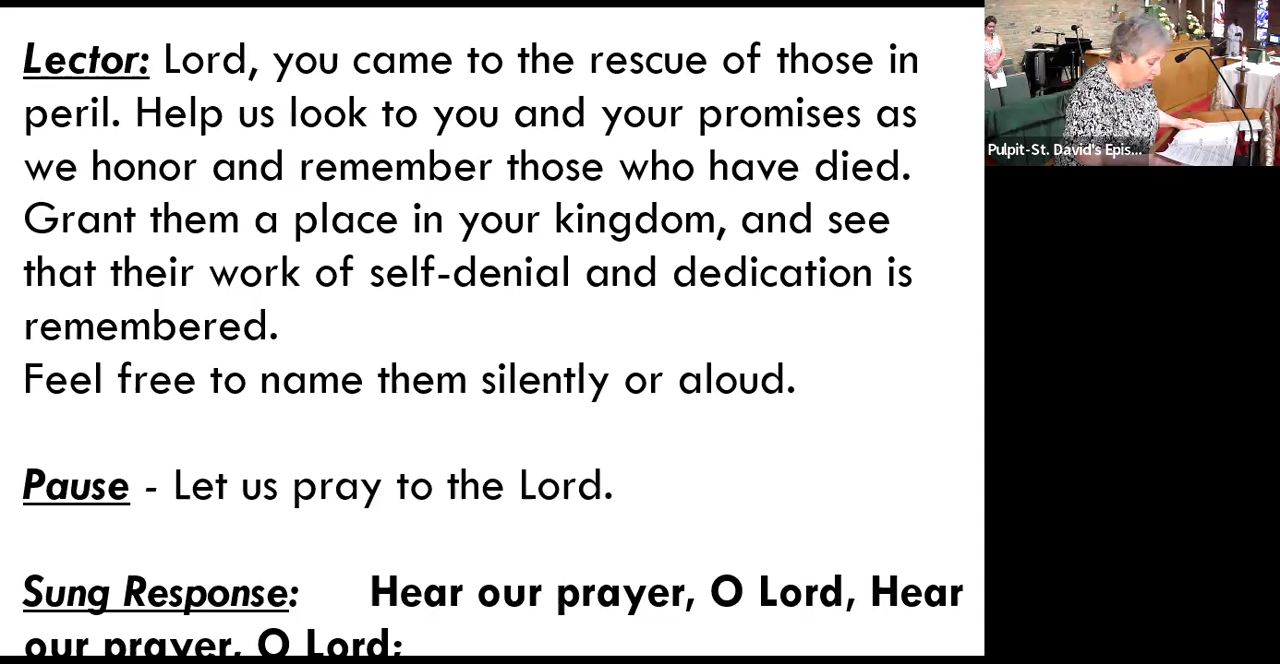 Lector: Lord, you came to the rescue of those in
peril. Help us look to you and your promises as
we honor and remember those who have died.
Grant them a place in your kingdom, and see
that their work of self-denial and dedication is
remembered.
Feel free to name them silently or aloud.
Pause - Let us pray to the Lord.
Sung Response: Hear our prayer, O Lord, Hear
our prayer, O Lord;
Pulpit-St. David's Epis...